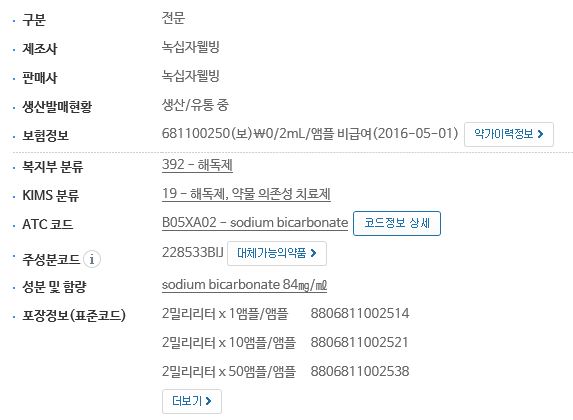 구분 전문
제조사 녹십자웰빙
판매사 녹십자웰빙
생산발매현황 생산/유통 중
보험정보 681100250(보)₩0/2mL/앰플 비급여(2016-05-01) 약가이력정보 >
복지부 분류 392 - 해독제
KIMS 분류 19 - 해독제, 약물 의존성 치료제
ATC 코드 B05XA02 - sodium bicarbonate 코드정보 상세
주성분코드 i 228533BIJ 대체가능의약품 >
성분 및 함량 sodium bicarbonate 84㎎/㎖
포장정보(표준코드) 2밀리리터 x 1앰플/앰플 8806811002514
2밀리리터 x 10앰플/앰플 8806811002521
2밀리리터 x 50앰플/앰플 8806811002538
더보기 >